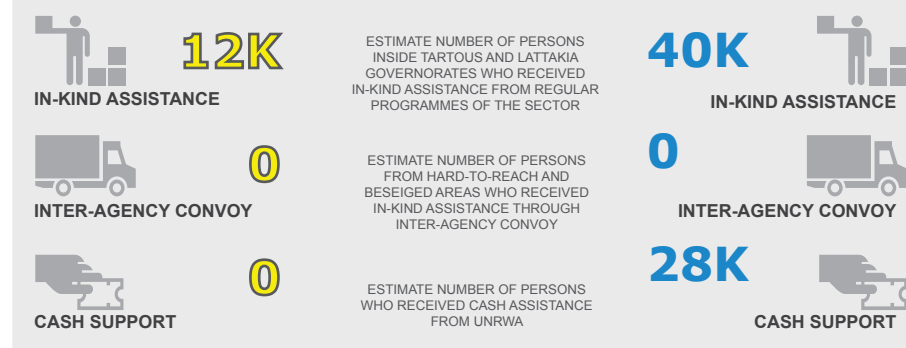 12K
IN-KIND ASSISTANCE
ESTIMATE NUMBER OF PERSONS
INSIDE TARTOUS AND LATTAKIA
GOVERNORATES WHO RECEIVED
IN-KIND ASSISTANCE FROM REGULAR
PROGRAMMES OF THE SECTOR
40K
IN-KIND ASSISTANCE
0
INTER-AGENCY CONVOY
ESTIMATE NUMBER OF PERSONS
FROM HARD-TO-REACH AND
BESEIGED AREAS WHO RECEIVED
IN-KIND ASSISTANCE THROUGH
INTER-AGENCY CONVOY
0
INTER-AGENCY CONVOY
0
CASH SUPPORT
ESTIMATE NUMBER OF PERSONS
WHO RECEIVED CASH ASSISTANCE
FROM UNRWA
28K
CASH SUPPORT